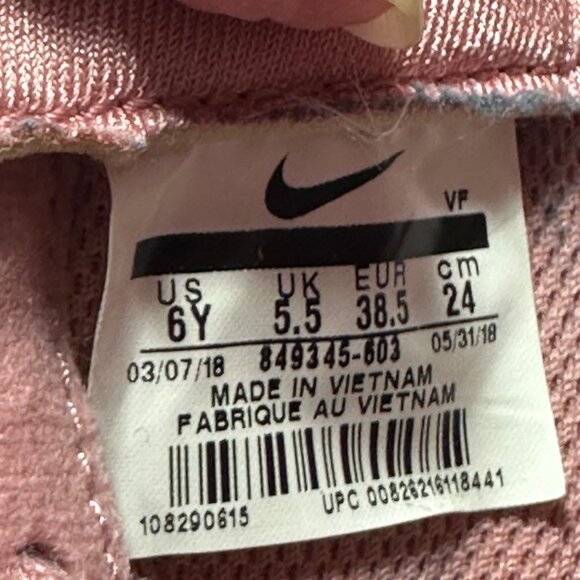 VF
US UK EUR cm
6Y 5.5 38.5 24
03/07/18 849345-603 05/31/18
MADE IN VIETNAM
FABRIQUE AU VIETNAM
108290615 UPC 00826216118441